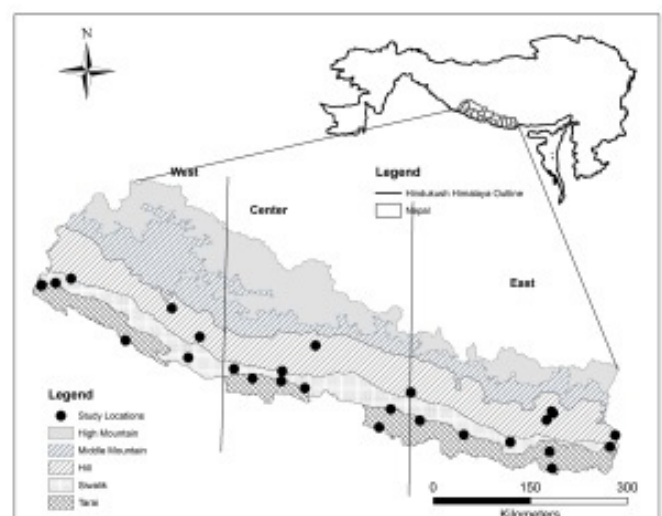 N
West
Legend
Hindukush Himalaya Outline
Nepal
Center
East
Legend
Study Locations
High Mountain
Middle Mountain
Hill
Siwalik
Tarai
0 150 300
Kilometers